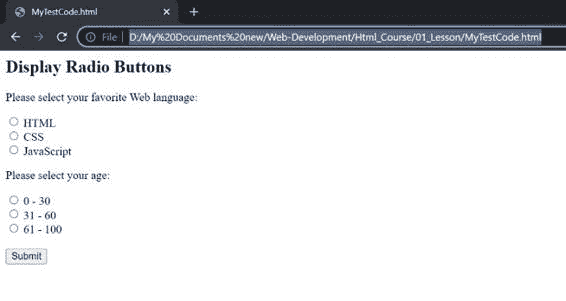 MyTestCode.html
File
D:/My%20Documents%20new/Web-Development/Html_Course/01_Lesson/MyTestCode.html
Display Radio Buttons
Please select your favorite Web language:
HTML
CSS
JavaScript
Please select your age:
0 - 30
31 - 60
61 - 100
Submit